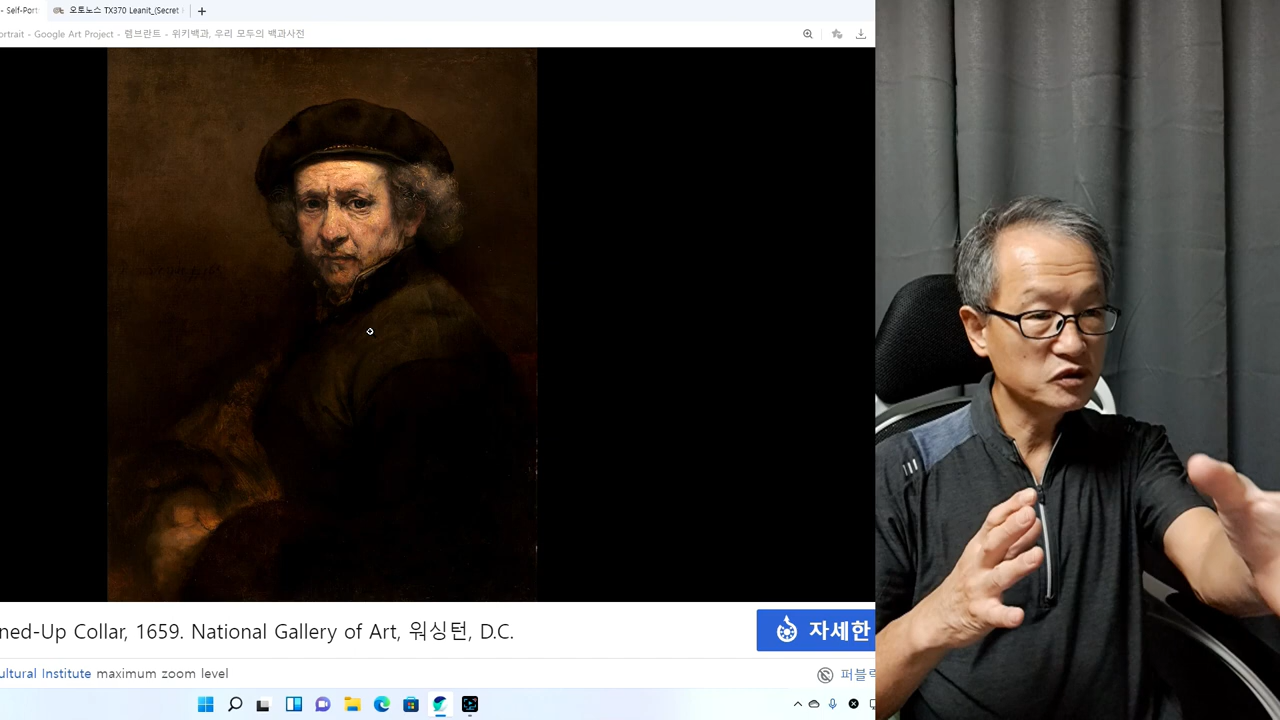 - Self-Port
오토노스 TX370 Leanit_(Secret
ortrait - Google Art Project - 렘브란트 - 위키백과, 우리 모두의 백과사전
ned-Up Collar, 1659. National Gallery of Art, 워싱턴, D.C.
자세한
ultural Institute maximum zoom level
퍼블릭